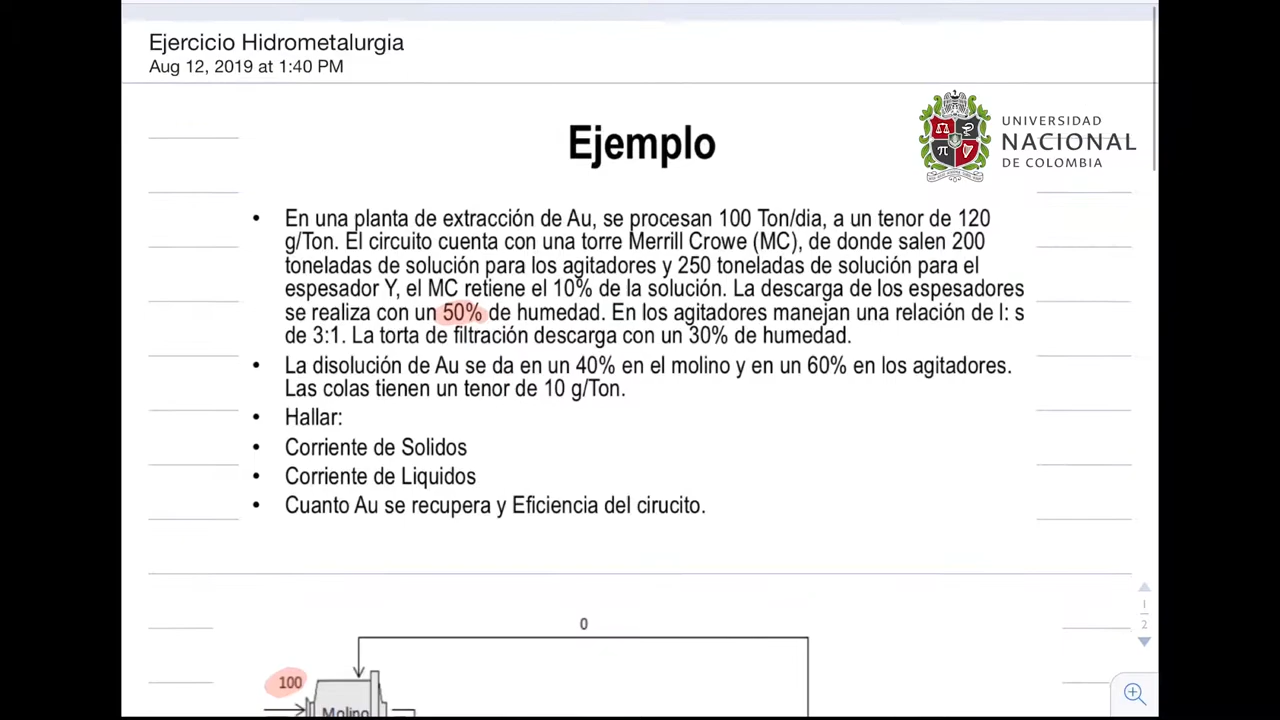 Ejercicio Hidrometalurgia
Aug 12, 2019 at 1:40 PM
Ejemplo
UNIVERSIDAD
NACIONAL
DE COLOMBIA
• En una planta de extracción de Au, se procesan 100 Ton/dia, a un tenor de 120
g/Ton. El circuito cuenta con una torre Merrill Crowe (MC), de donde salen 200
toneladas de solución para los agitadores y 250 toneladas de solución para el
espesador Y, el MC retiene el 10% de la solución. La descarga de los espesadores
se realiza con un 50% de humedad. En los agitadores manejan una relación de l: s
de 3:1. La torta de filtración descarga con un 30% de humedad.
• La disolución de Au se da en un 40% en el molino y en un 60% en los agitadores.
Las colas tienen un tenor de 10 g/Ton.
• Hallar:
• Corriente de Solidos
• Corriente de Liquidos
• Cuanto Au se recupera y Eficiencia del cirucito.
0
100
Molino
1
2